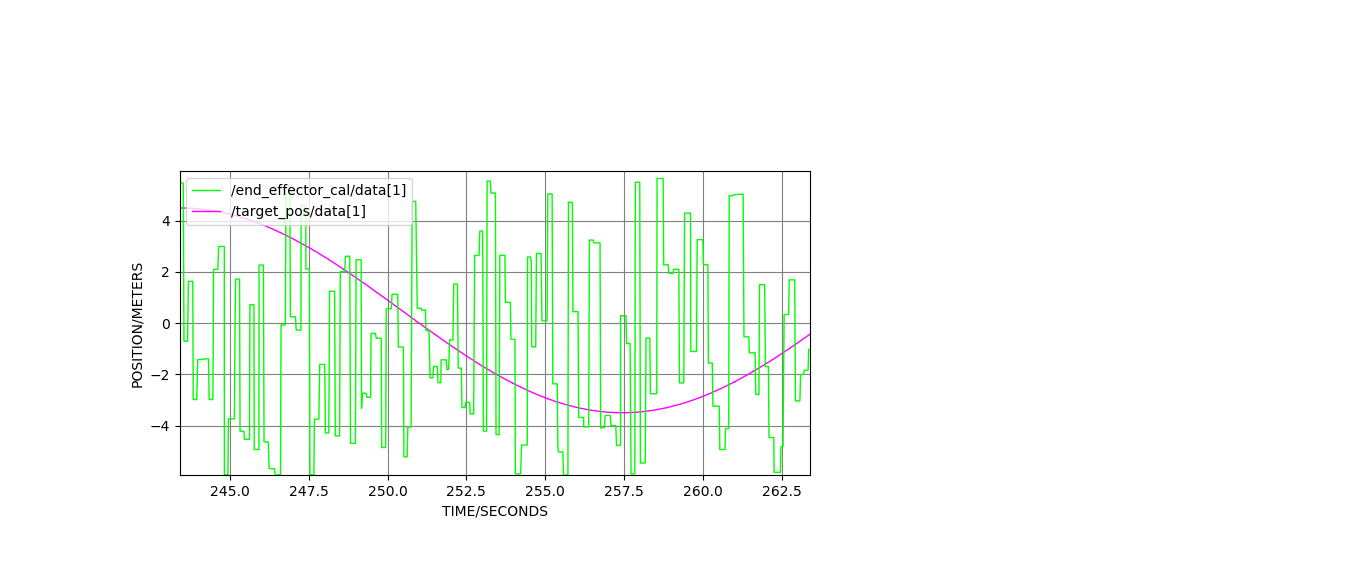 /end_effector_cal/data[1]
/target_pos/data[1]
4
2
0
−2
−4
POSITION/METERS
245.0 247.5 250.0 252.5 255.0 257.5 260.0 262.5
TIME/SECONDS